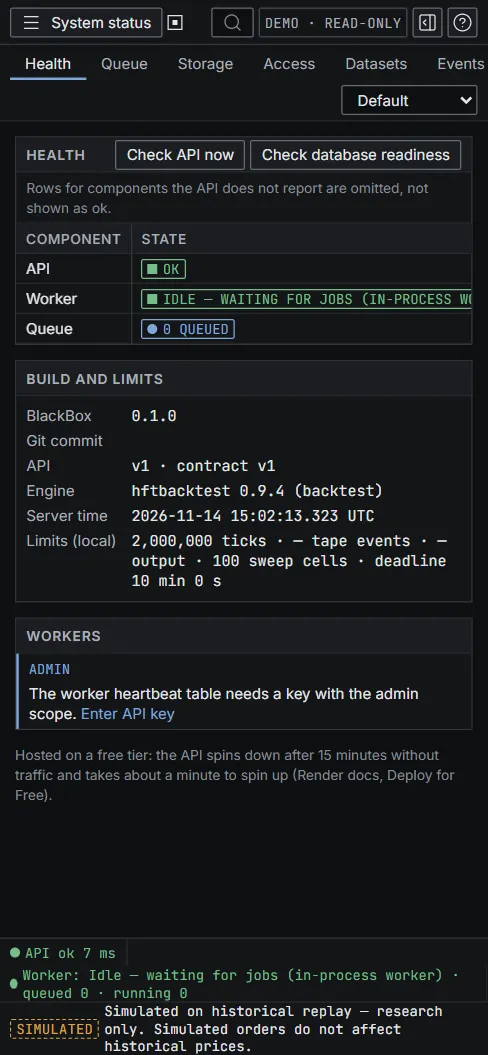 System status
DEMO · READ-ONLY
Health Queue Storage Access Datasets Events
Default
HEALTH Check API now Check database readiness
Rows for components the API does not report are omitted, not
shown as ok.
COMPONENT STATE
API OK
Worker IDLE — WAITING FOR JOBS (IN-PROCESS WO
Queue 0 QUEUED
BUILD AND LIMITS
BlackBox 0.1.0
Git commit
API v1 · contract v1
Engine hftbacktest 0.9.4 (backtest)
Server time 2026-11-14 15:02:13.323 UTC
Limits (local) 2,000,000 ticks · — tape events · —
output · 100 sweep cells · deadline
10 min 0 s
WORKERS
ADMIN
The worker heartbeat table needs a key with the admin
scope. Enter API key
Hosted on a free tier: the API spins down after 15 minutes without
traffic and takes about a minute to spin up (Render docs, Deploy for
Free).
API ok 7 ms
Worker: Idle — waiting for jobs (in-process worker) ·
queued 0 · running 0
SIMULATED Simulated on historical replay — research
only. Simulated orders do not affect
historical prices.